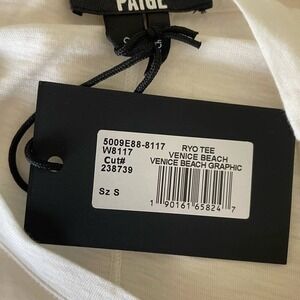 PAIGE
5009E88-8117
W8117
Cut#
238739
Sz S
RYO TEE
VENICE BEACH
VENICE BEACH GRAPHIC
1 90161 65824 7